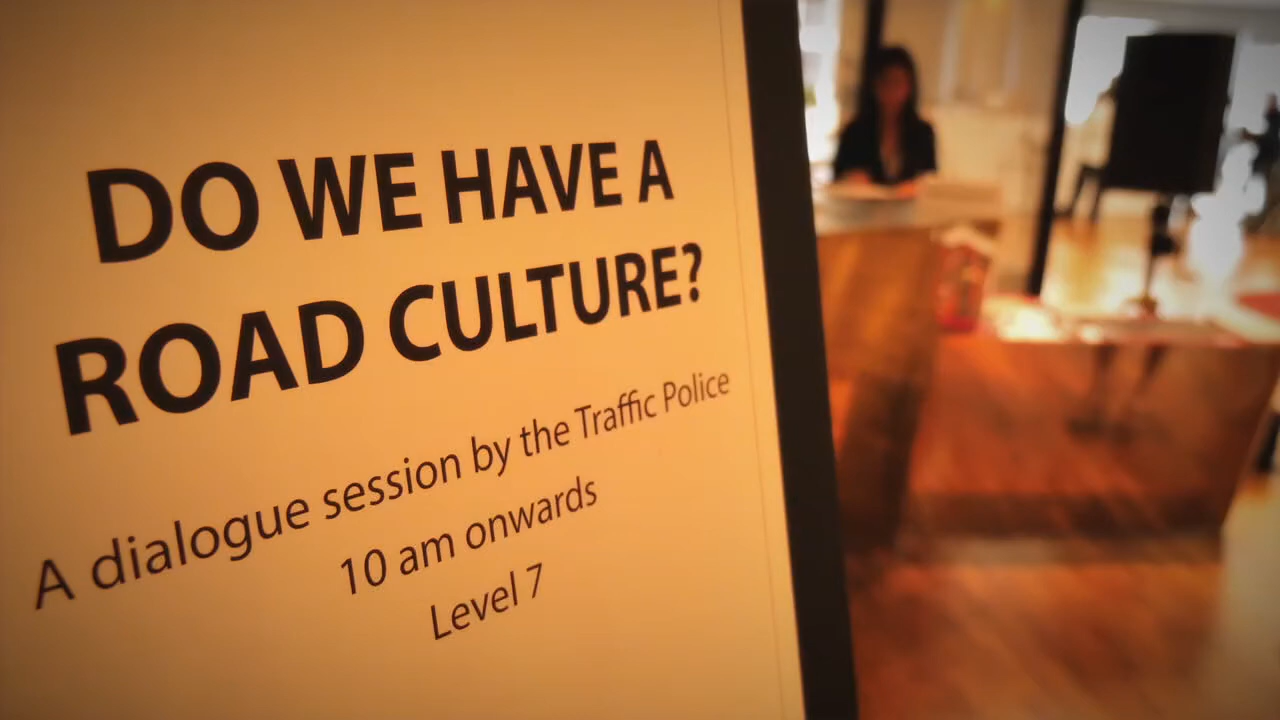 DO WE HAVE A
ROAD CULTURE?
A dialogue session by the Traffic Police
10 am onwards
Level 7